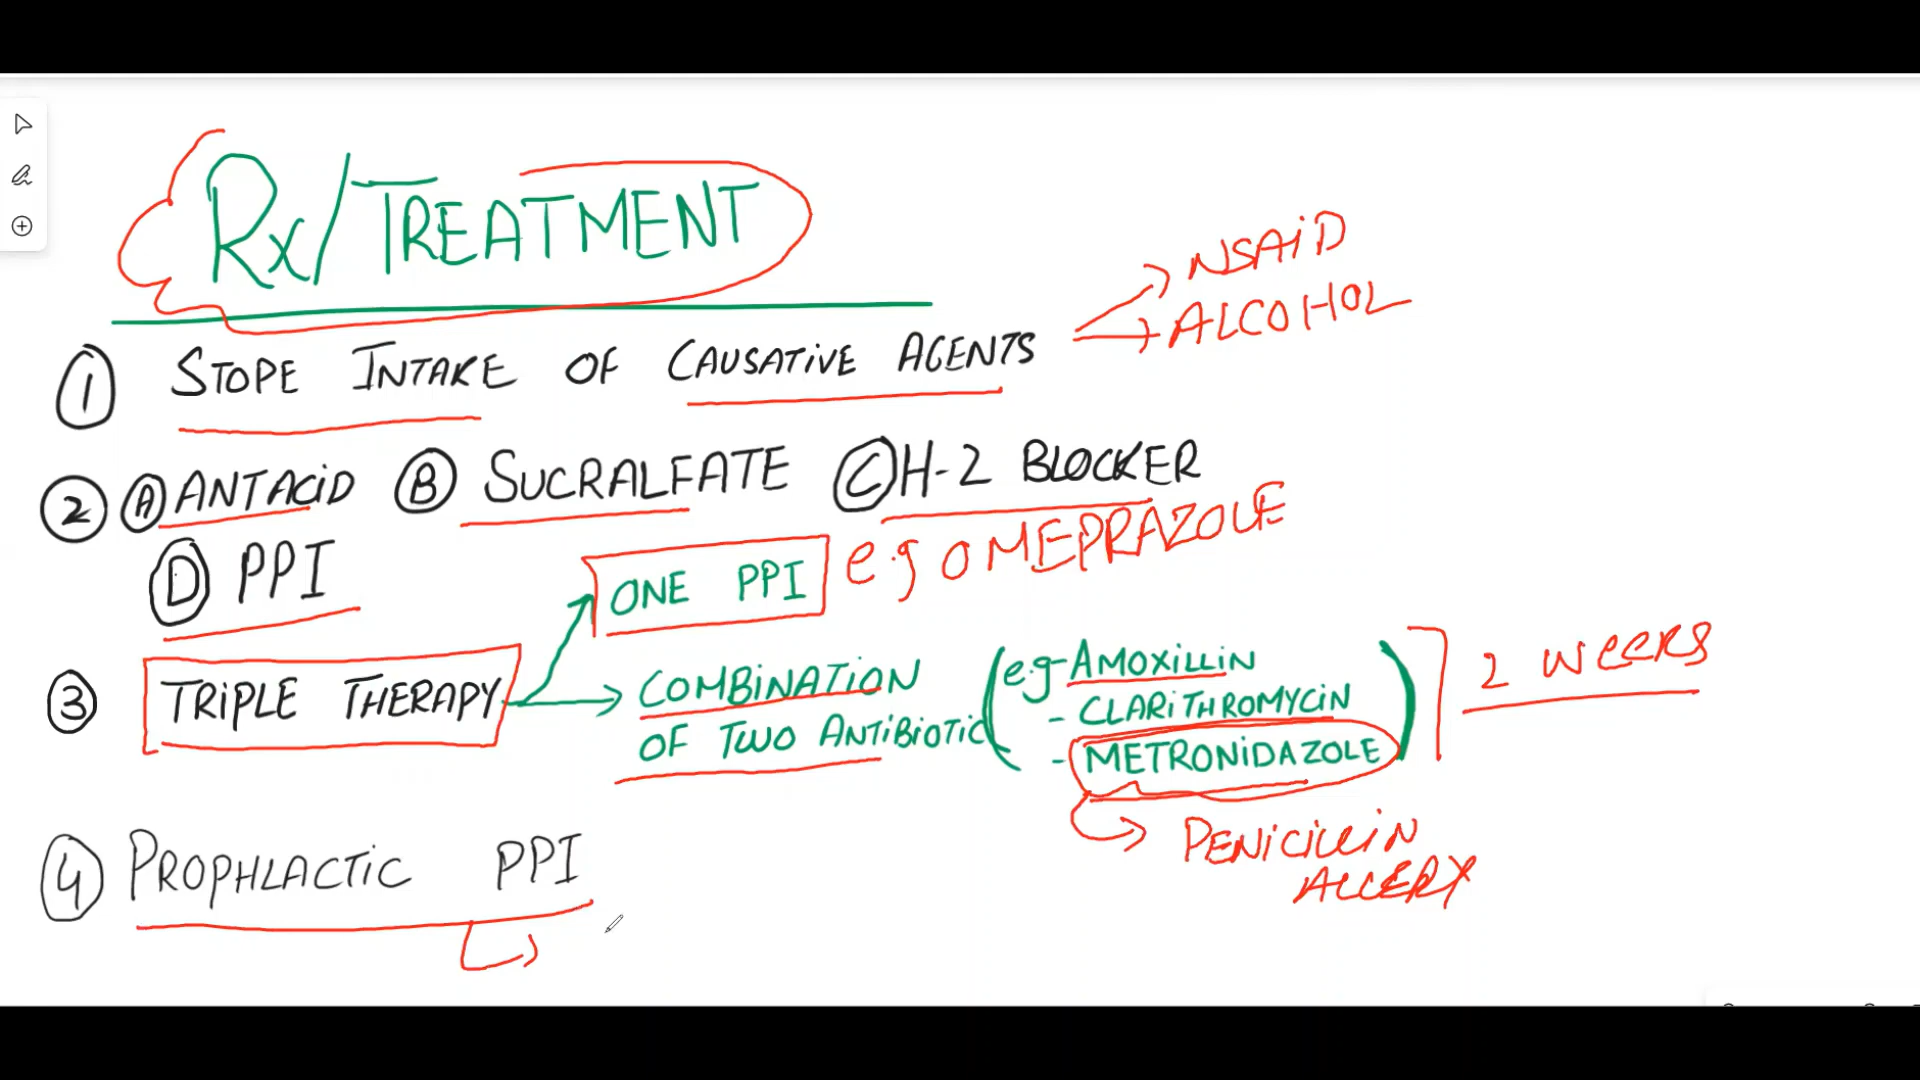 Rx/TREATMENT
NSAiD
ALCOHOL
1 STOPE INTAKE OF CAUSATiVE AGENTS
2 A ANTACiD B SUCRALFATE C H-2 BLOCKER
D PPI
ONE PPI e.g OMEPRAZOLE
3 TRiPLE THERAPY
COMBiNATION
OF TWO ANTiBiOTiC
(e.g-AMOXiLLiN
- CLARiTHROMYCiN
- METRONiDAZOLE)
2 WEEKS
PENiCiLLiN
ALLERY
4 PROPHLACTiC PPI